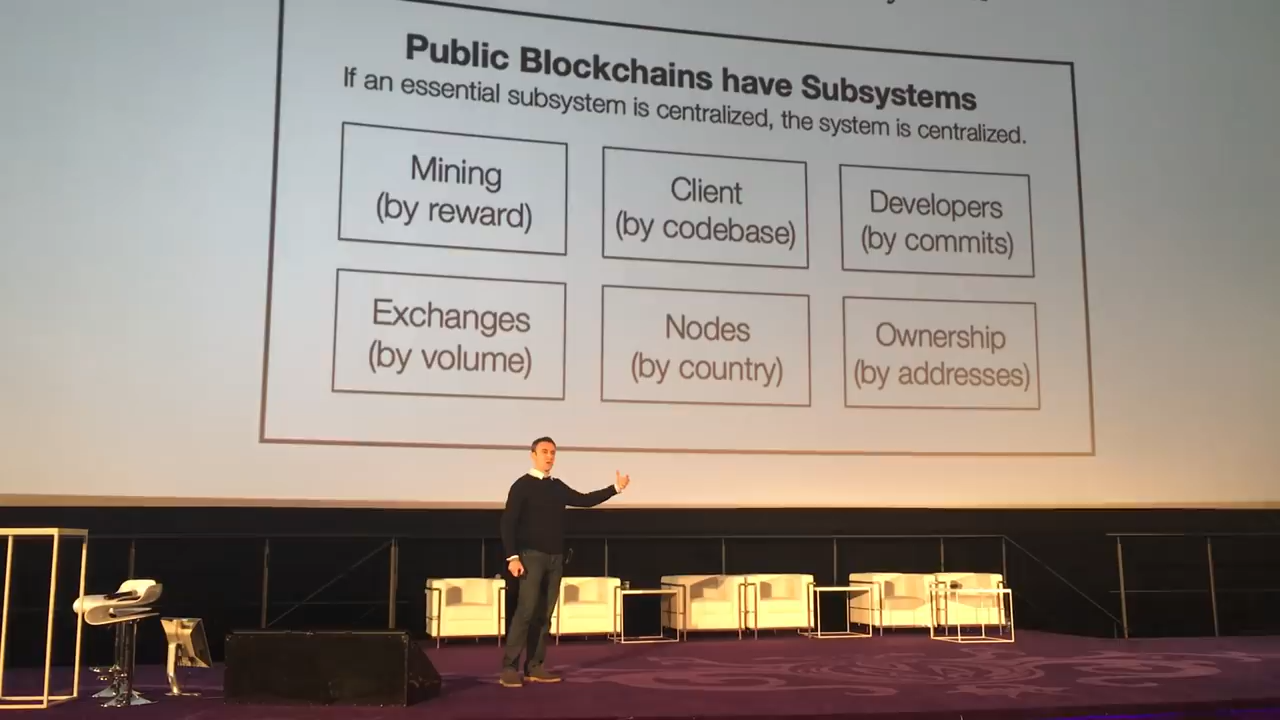 Public Blockchains have Subsystems
If an essential subsystem is centralized, the system is centralized.
Mining
(by reward)
Client
(by codebase)
Developers
(by commits)
Exchanges
(by volume)
Nodes
(by country)
Ownership
(by addresses)